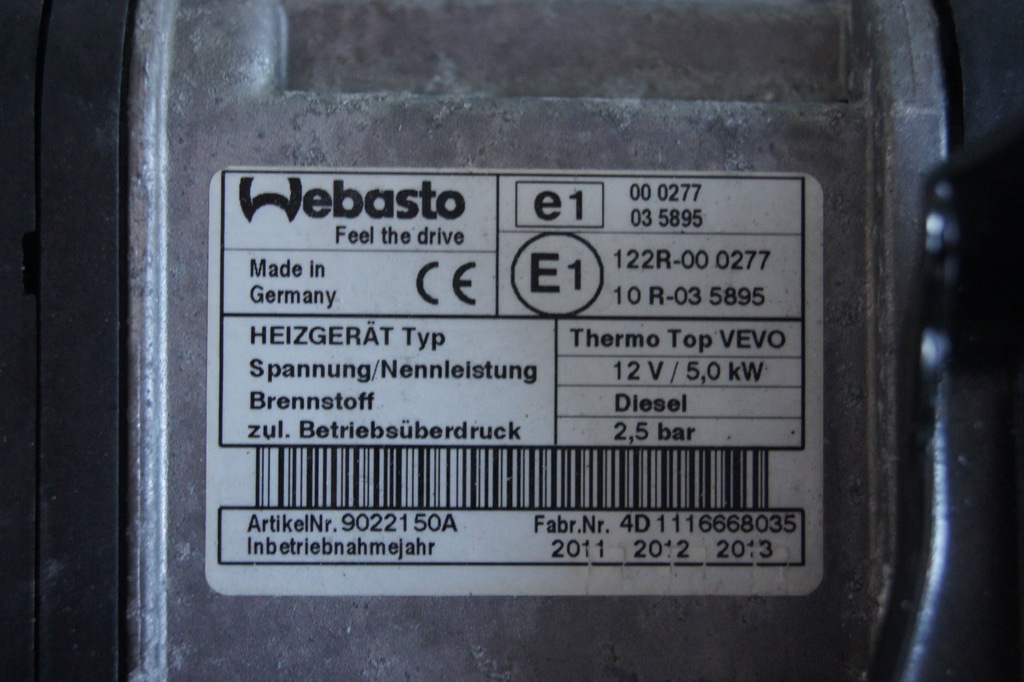 Webasto
Feel the drive
Made in
Germany
CE
e1
00 0277
03 5895
E1
122R-00 0277
10 R-03 5895
HEIZGERÄT Typ
Thermo Top VEVO
Spannung/Nennleistung
12 V / 5,0 kW
Brennstoff
Diesel
zul. Betriebsüberdruck
2,5 bar
ArtikelNr. 9022150A
Fabr.Nr. 4D1116668035
Inbetriebnahmejahr
2011 2012 2013